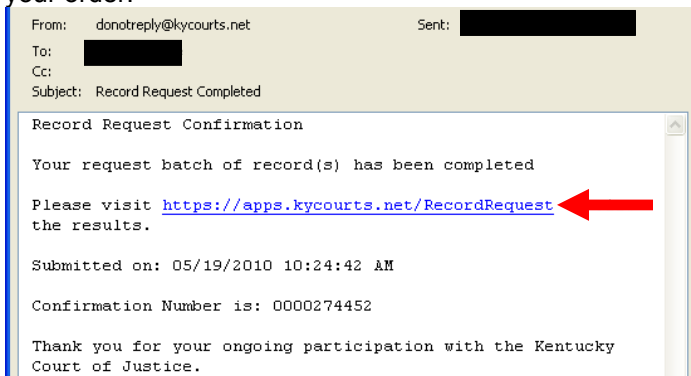 your order.
From: donotreply@kycourts.net Sent:
To:
Cc:
Subject: Record Request Completed
Record Request Confirmation
Your request batch of record(s) has been completed
Please visit https://apps.kycourts.net/RecordRequest
the results.
Submitted on: 05/19/2010 10:24:42 AM
Confirmation Number is: 0000274452
Thank you for your ongoing participation with the Kentucky
Court of Justice.